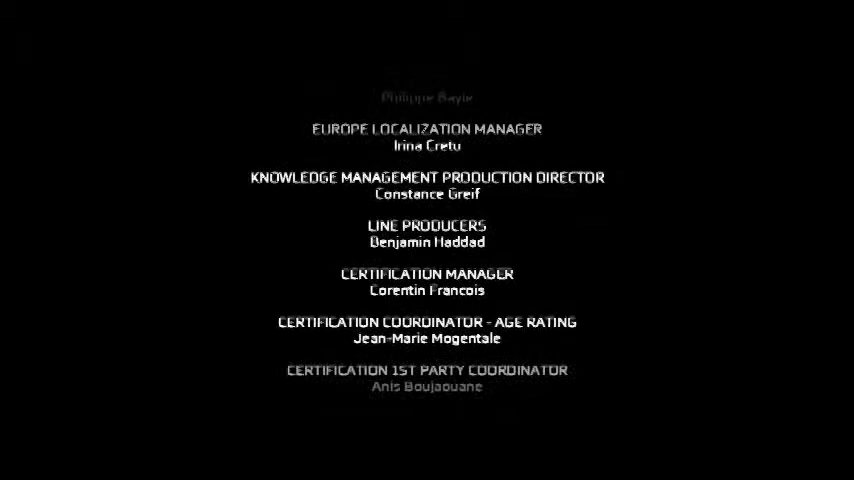 Philippe Bayle
EUROPE LOCALIZATION MANAGER
Irina Cretu
KNOWLEDGE MANAGEMENT PRODUCTION DIRECTOR
Constance Greif
LINE PRODUCERS
Benjamin Haddad
CERTIFICATION MANAGER
Corentin Francois
CERTIFICATION COORDINATOR - AGE RATING
Jean-Marie Mogentale
CERTIFICATION 1ST PARTY COORDINATOR
Anis Boujaouane